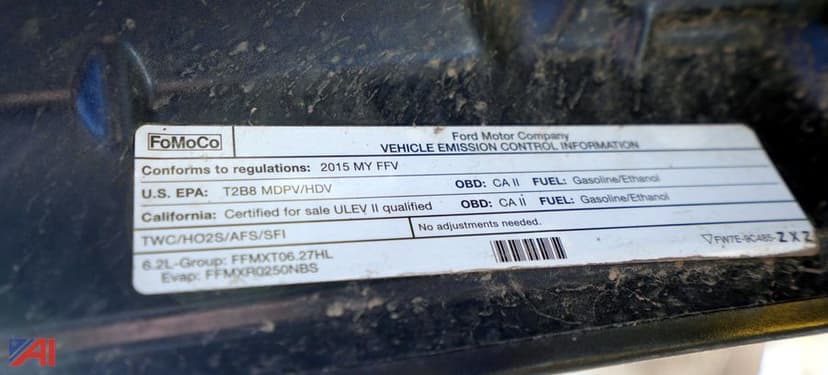 FoMoCo
Ford Motor Company
VEHICLE EMISSION CONTROL INFORMATION
Conforms to regulations: 2015 MY FFV
U.S. EPA: T2B8 MDPV/HDV OBD: CA II FUEL: Gasoline/Ethanol
California: Certified for sale ULEV II qualified OBD: CA II FUEL: Gasoline/Ethanol
TWC/HO2S/AFS/SFI
No adjustments needed.
6.2L-Group: FFMXT06.27HL
Evap: FFMXR0250NBS
FW7E-9C485-ZXZ
AI